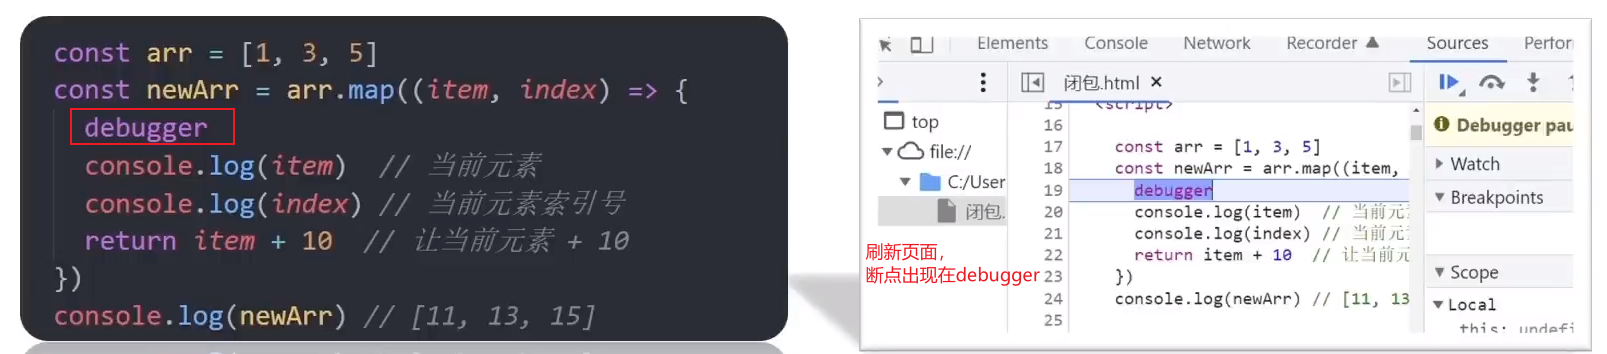 const arr = [1, 3, 5]
const newArr = arr.map((item, index) => {
debugger
console.log(item) // 当前元素
console.log(index) // 当前元素索引号
return item + 10 // 让当前元素 + 10
})
console.log(newArr) // [11, 13, 15]
Elements Console Network Recorder Sources Perform
闭包.html ×
top
file://
C:/User
闭包.
刷新页面，
断点出现在debugger
15 <script>
16
17 const arr = [1, 3, 5]
18 const newArr = arr.map((item,
19 debugger
20 console.log(item) // 当前元
21 console.log(index) // 当前元
22 return item + 10 // 让当前元
23 })
24 console.log(newArr) // [11, 13
25
Debugger pau
Watch
Breakpoints
Scope
Local
this: undefi